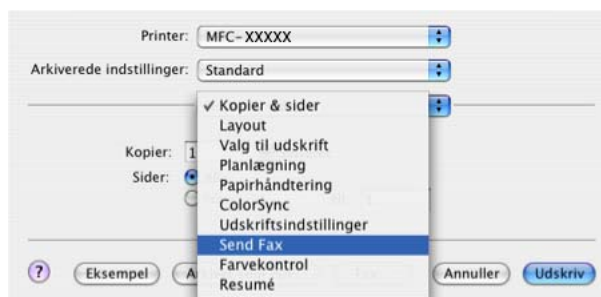 Printer: MFC-XXXXX
Arkiverede indstillinger: Standard
✓ Kopier & sider
Layout
Valg til udskrift
Kopier: 1
Planlægning
Sider:
Papirhåndtering
ColorSync
Udskriftsindstillinger
Send Fax
Farvekontrol
Resumé
? Eksempel A Annuller Udskriv